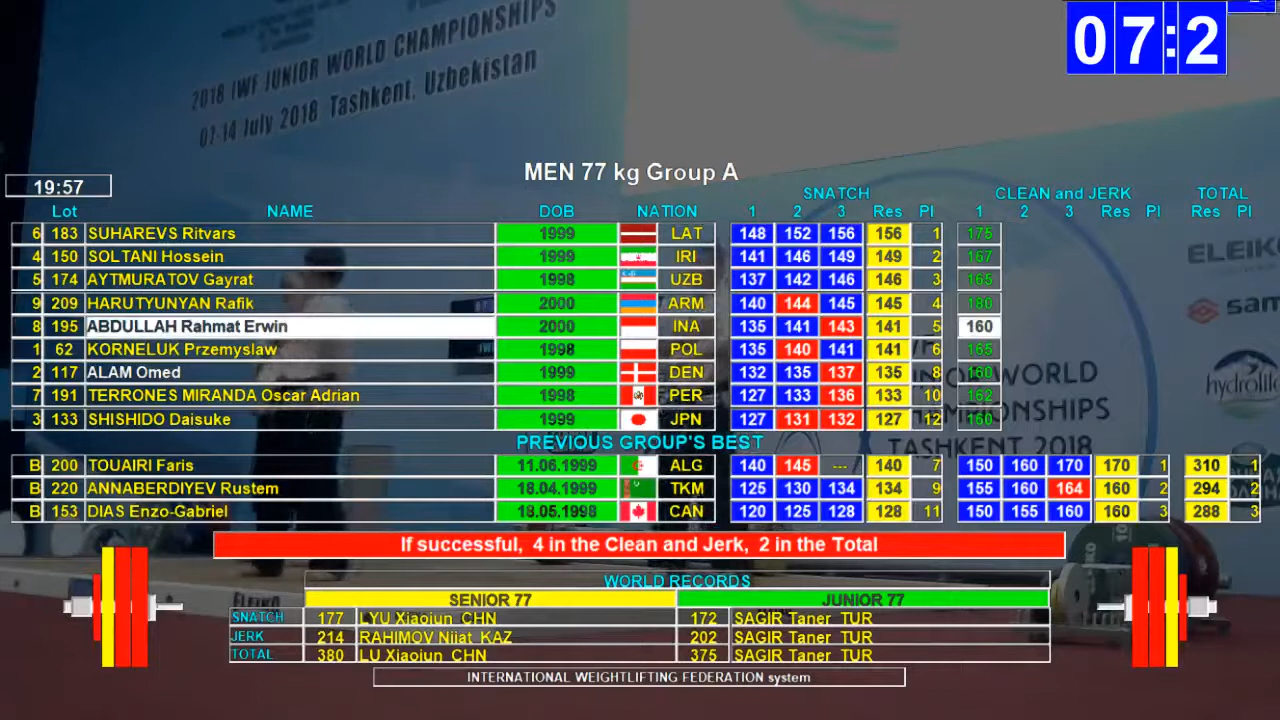 07:2
2018 IWF JUNIOR WORLD CHAMPIONSHIPS
07-14 July 2018 Tashkent, Uzbekistan
MEN 77 kg Group A
19:57
SNATCH CLEAN and JERK TOTAL
Lot NAME DOB NATION 1 2 3 Res Pl 1 2 3 Res Pl Res Pl
6 183 SUHAREVS Ritvars 1999 LAT 148 152 156 156 1 175
4 150 SOLTANI Hossein 1999 IRI 141 146 149 149 2 167
5 174 AYTMURATOV Gayrat 1998 UZB 137 142 146 146 3 165
9 209 HARUTYUNYAN Rafik 2000 ARM 140 144 145 145 4 180
8 195 ABDULLAH Rahmat Erwin 2000 INA 135 141 143 141 5 160
1 62 KORNELUK Przemyslaw 1998 POL 135 140 141 141 6 165
2 117 ALAM Omed 1999 DEN 132 135 137 135 8 160
7 191 TERRONES MIRANDA Oscar Adrian 1998 PER 127 133 136 133 10 162
3 133 SHISHIDO Daisuke 1999 JPN 127 131 132 127 12 160
PREVIOUS GROUP'S BEST
B 200 TOUAIRI Faris 11.06.1999 ALG 140 145 --- 140 7 150 160 170 170 1 310 1
B 220 ANNABERDIYEV Rustem 18.04.1999 TKM 125 130 134 134 9 155 160 164 160 2 294 2
B 153 DIAS Enzo-Gabriel 18.05.1998 CAN 120 125 128 128 11 150 155 160 160 3 288 3
If successful, 4 in the Clean and Jerk, 2 in the Total
WORLD RECORDS
SENIOR 77 JUNIOR 77
SNATCH 177 LYU Xiaojun CHN 172 SAGIR Taner TUR
JERK 214 RAHIMOV Nijat KAZ 202 SAGIR Taner TUR
TOTAL 380 LU Xiaojun CHN 375 SAGIR Taner TUR
INTERNATIONAL WEIGHTLIFTING FEDERATION system
ELEIKO
hydrolife
JUNIOR WORLD
CHAMPIONSHIPS
TASHKENT 2018
ELEIKO